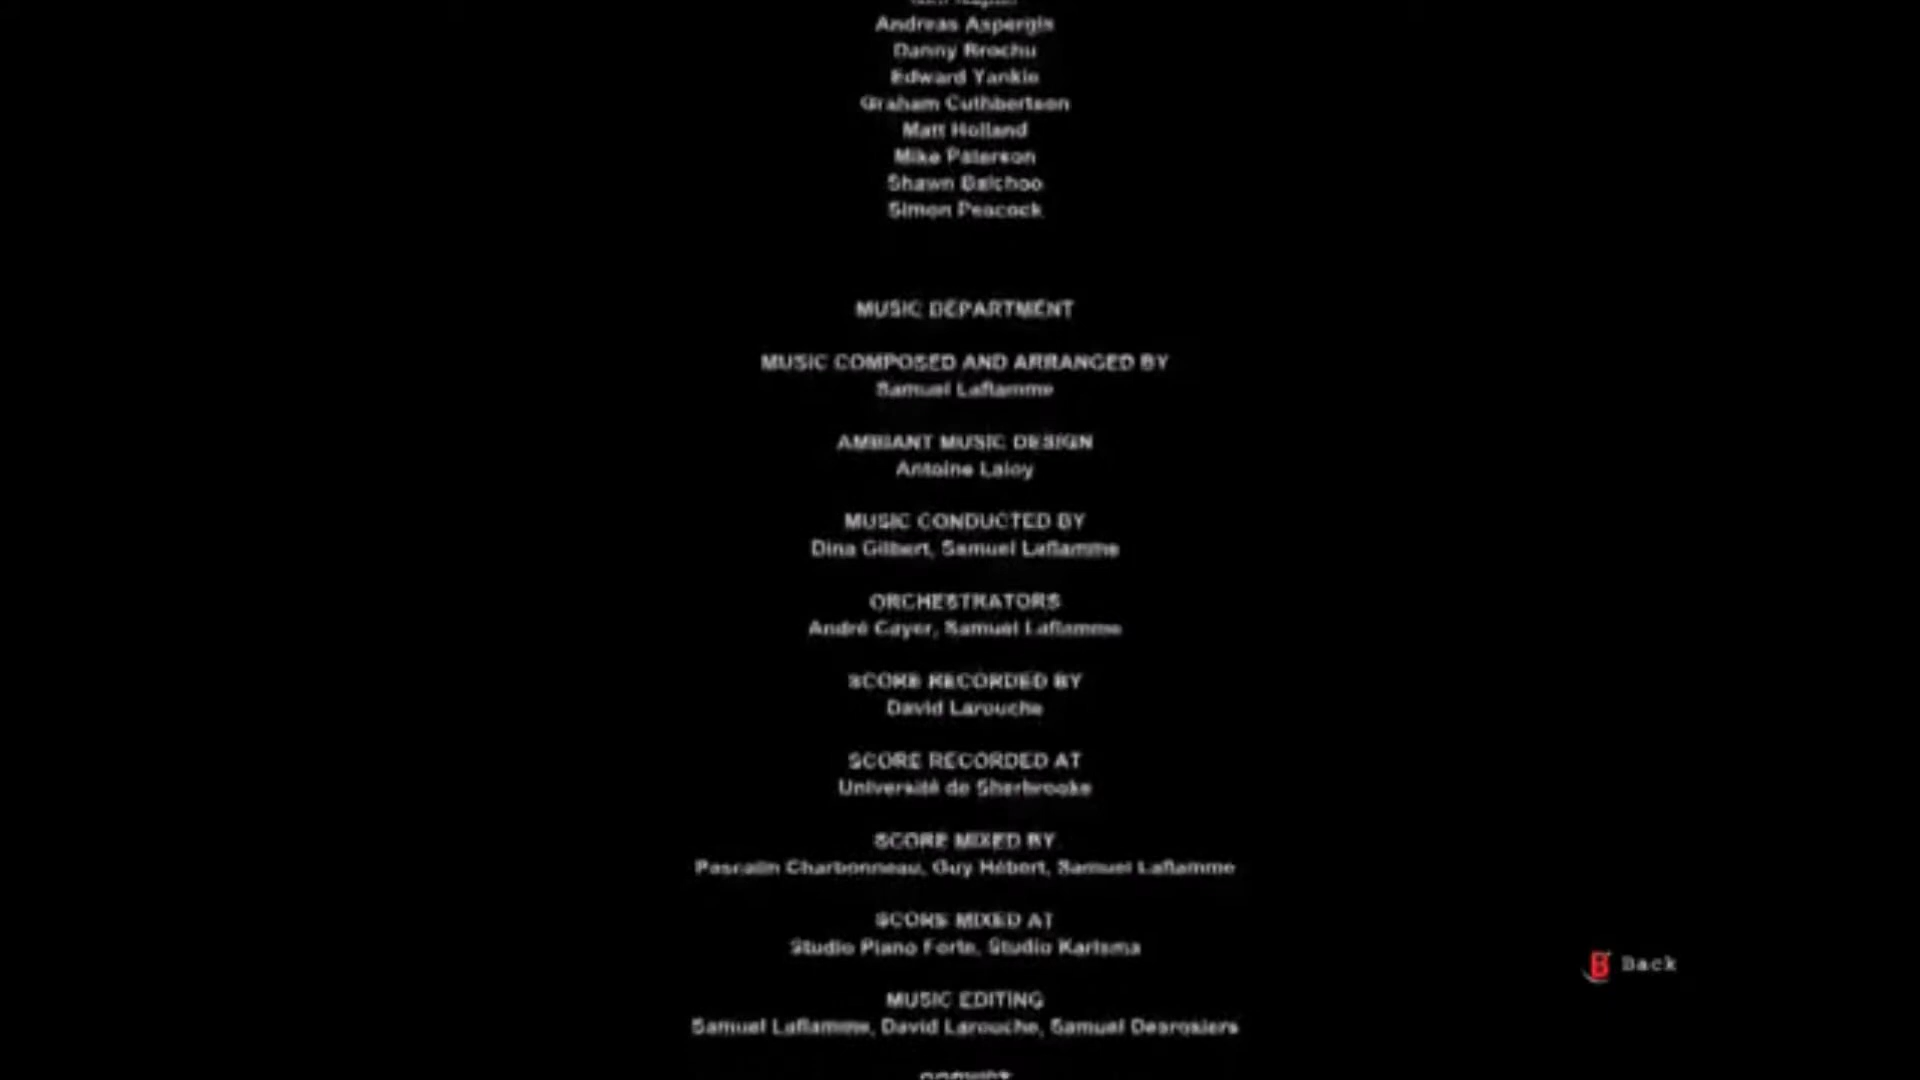 Andreas Aspergis
Danny Brochu
Edward Yankie
Graham Cuthbertson
Matt Holland
Mike Paterson
Shawn Baichoo
Simon Peacock
MUSIC DEPARTMENT
MUSIC COMPOSED AND ARRANGED BY
Samuel Laflamme
AMBIANT MUSIC DESIGN
Antoine Laloy
MUSIC CONDUCTED BY
Dina Gilbert, Samuel Laflamme
ORCHESTRATORS
André Cayer, Samuel Laflamme
SCORE RECORDED BY
David Larouche
SCORE RECORDED AT
Université de Sherbrooke
SCORE MIXED BY
Pascalin Charbonneau, Guy Hébert, Samuel Laflamme
SCORE MIXED AT
Studio Piano Forte, Studio Karisma
B Back
MUSIC EDITING
Samuel Laflamme, David Larouche, Samuel Desrosiers